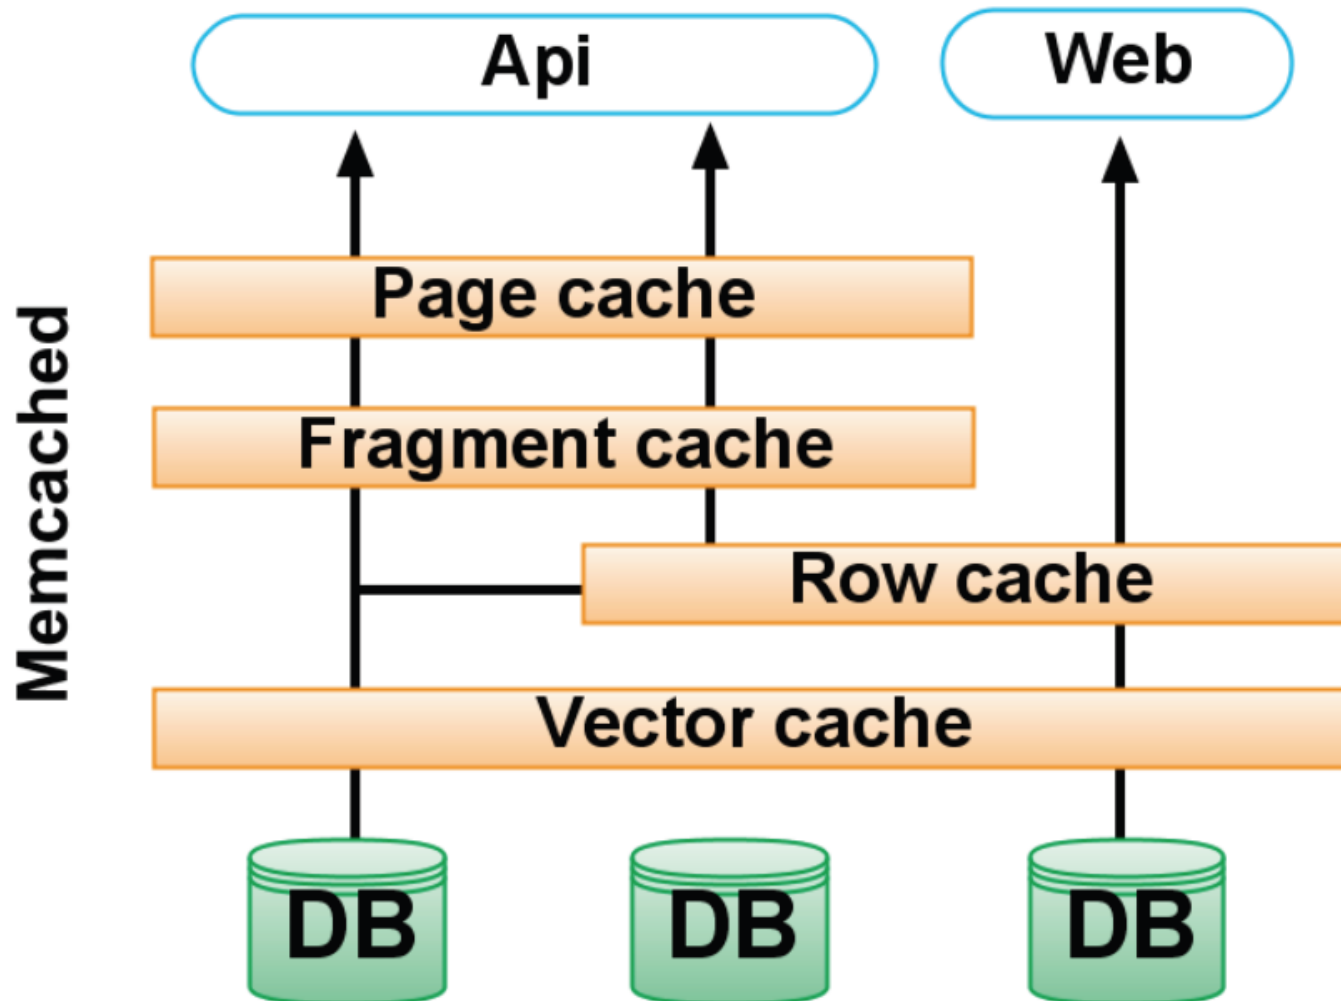 Api
Web
Memcached
Page cache
Fragment cache
Row cache
Vector cache
DB
DB
DB